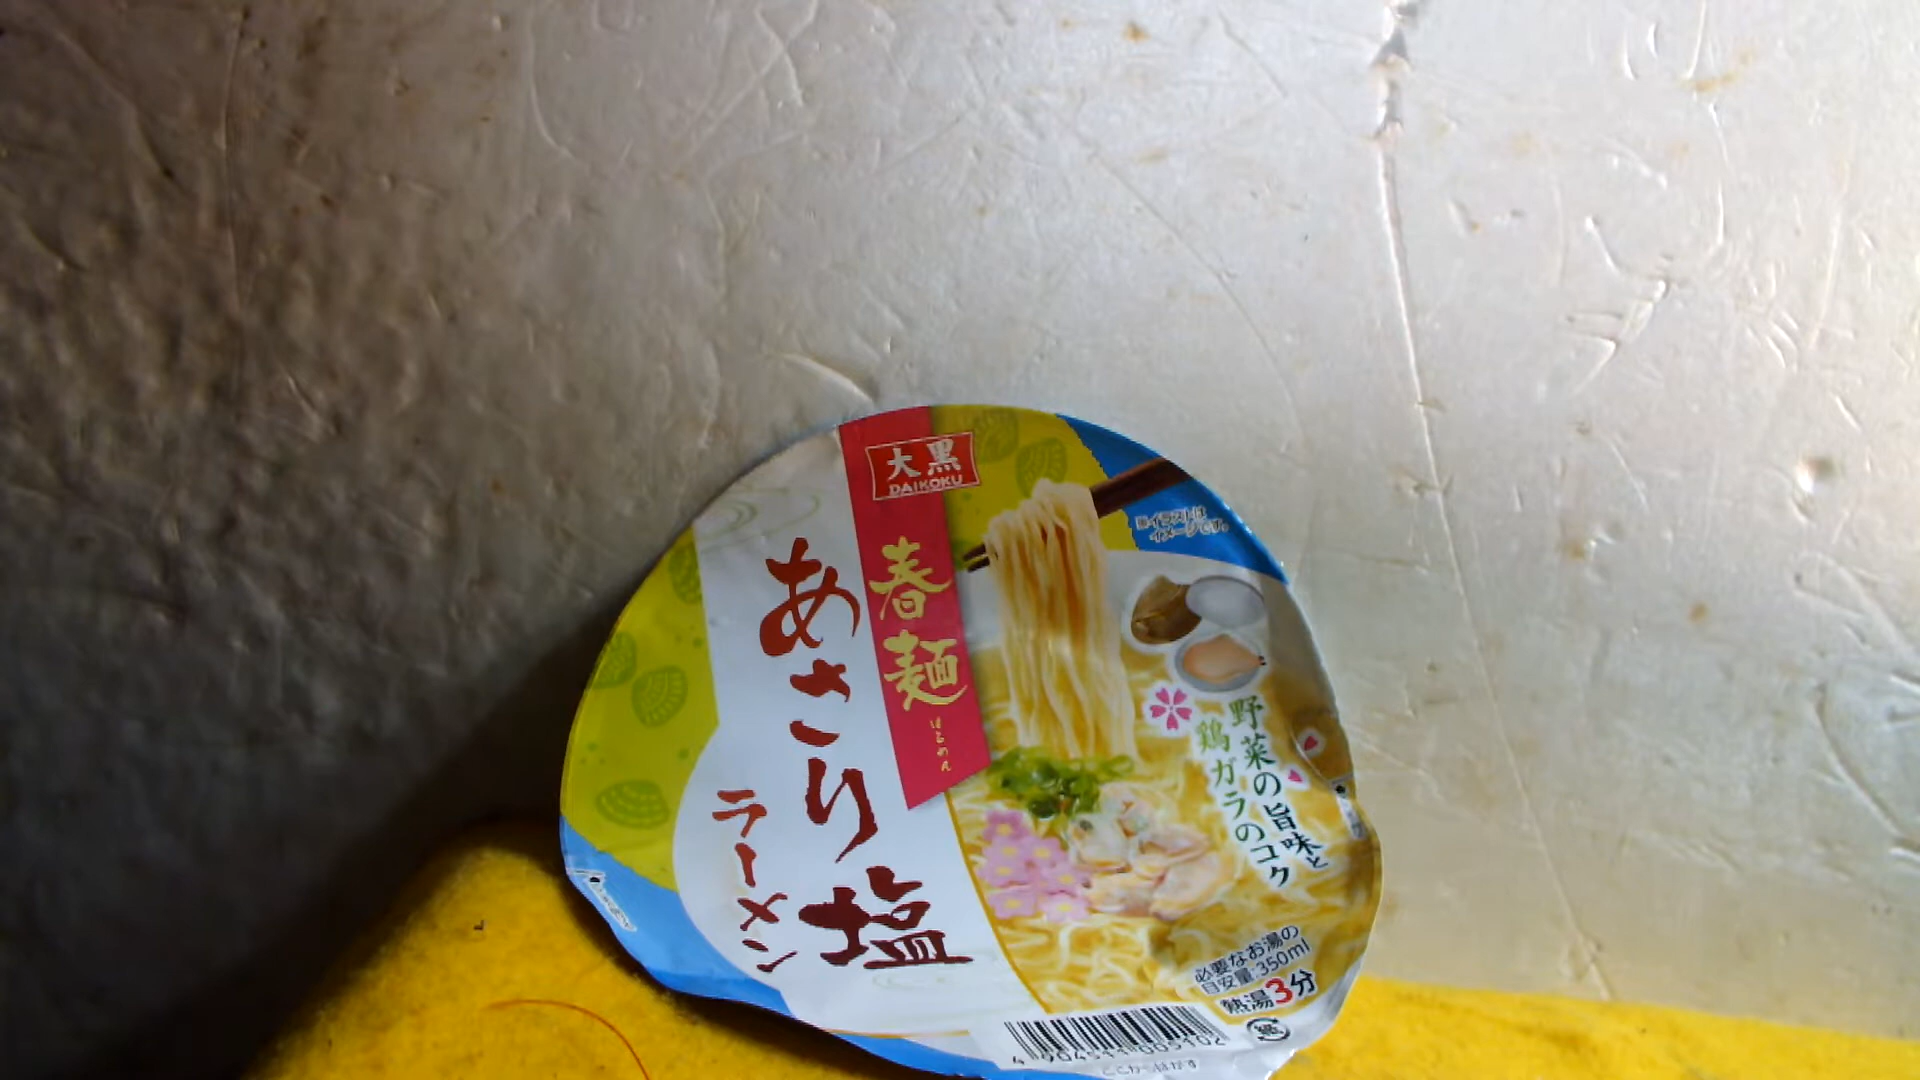 大黒
DAIKOKU
春麺
はるめん
あさり塩
ラーメン
※イラストは
イメージです。
野菜の旨味と
鶏ガラのコク
必要なお湯の
目安量:350ml
熱湯3分
紙